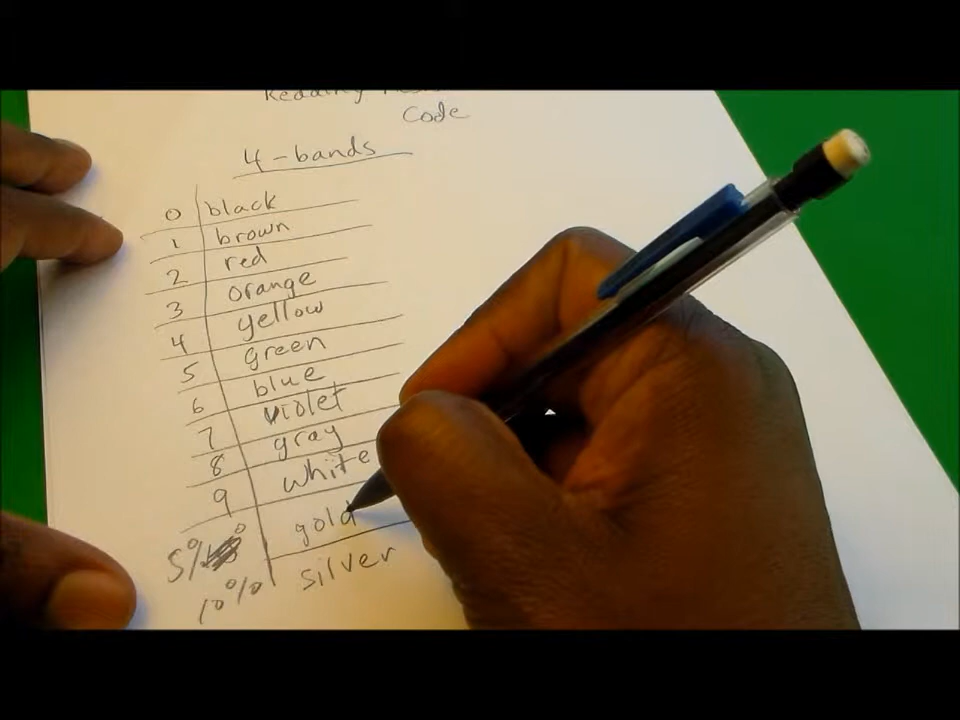 Reading
Code
4-bands
0 black
1 brown
2 red
3 orange
4 yellow
5 green
6 blue
7 violet
8 gray
9 white
5% gold
10% silver